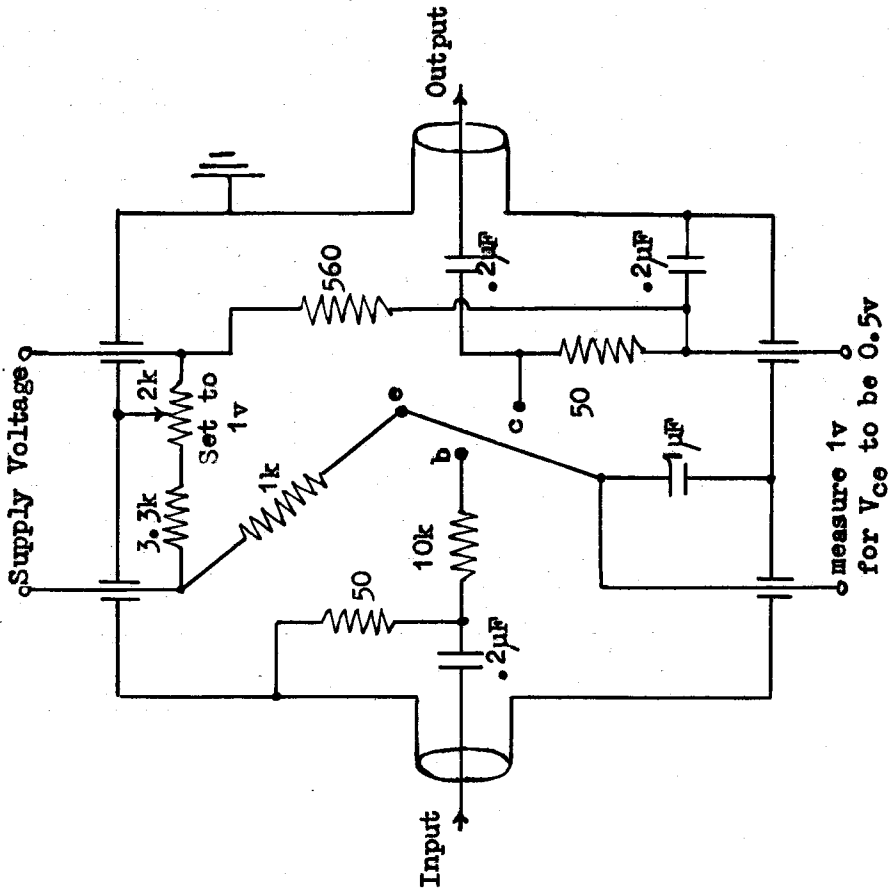 Supply Voltage
2k
Set to
1v
3.3k
1k
560
Output
.2µF
.2µF
e
c
b
50
50
10k
1µF
.2µF
Input
measure 1v
for Vce to be 0.5v